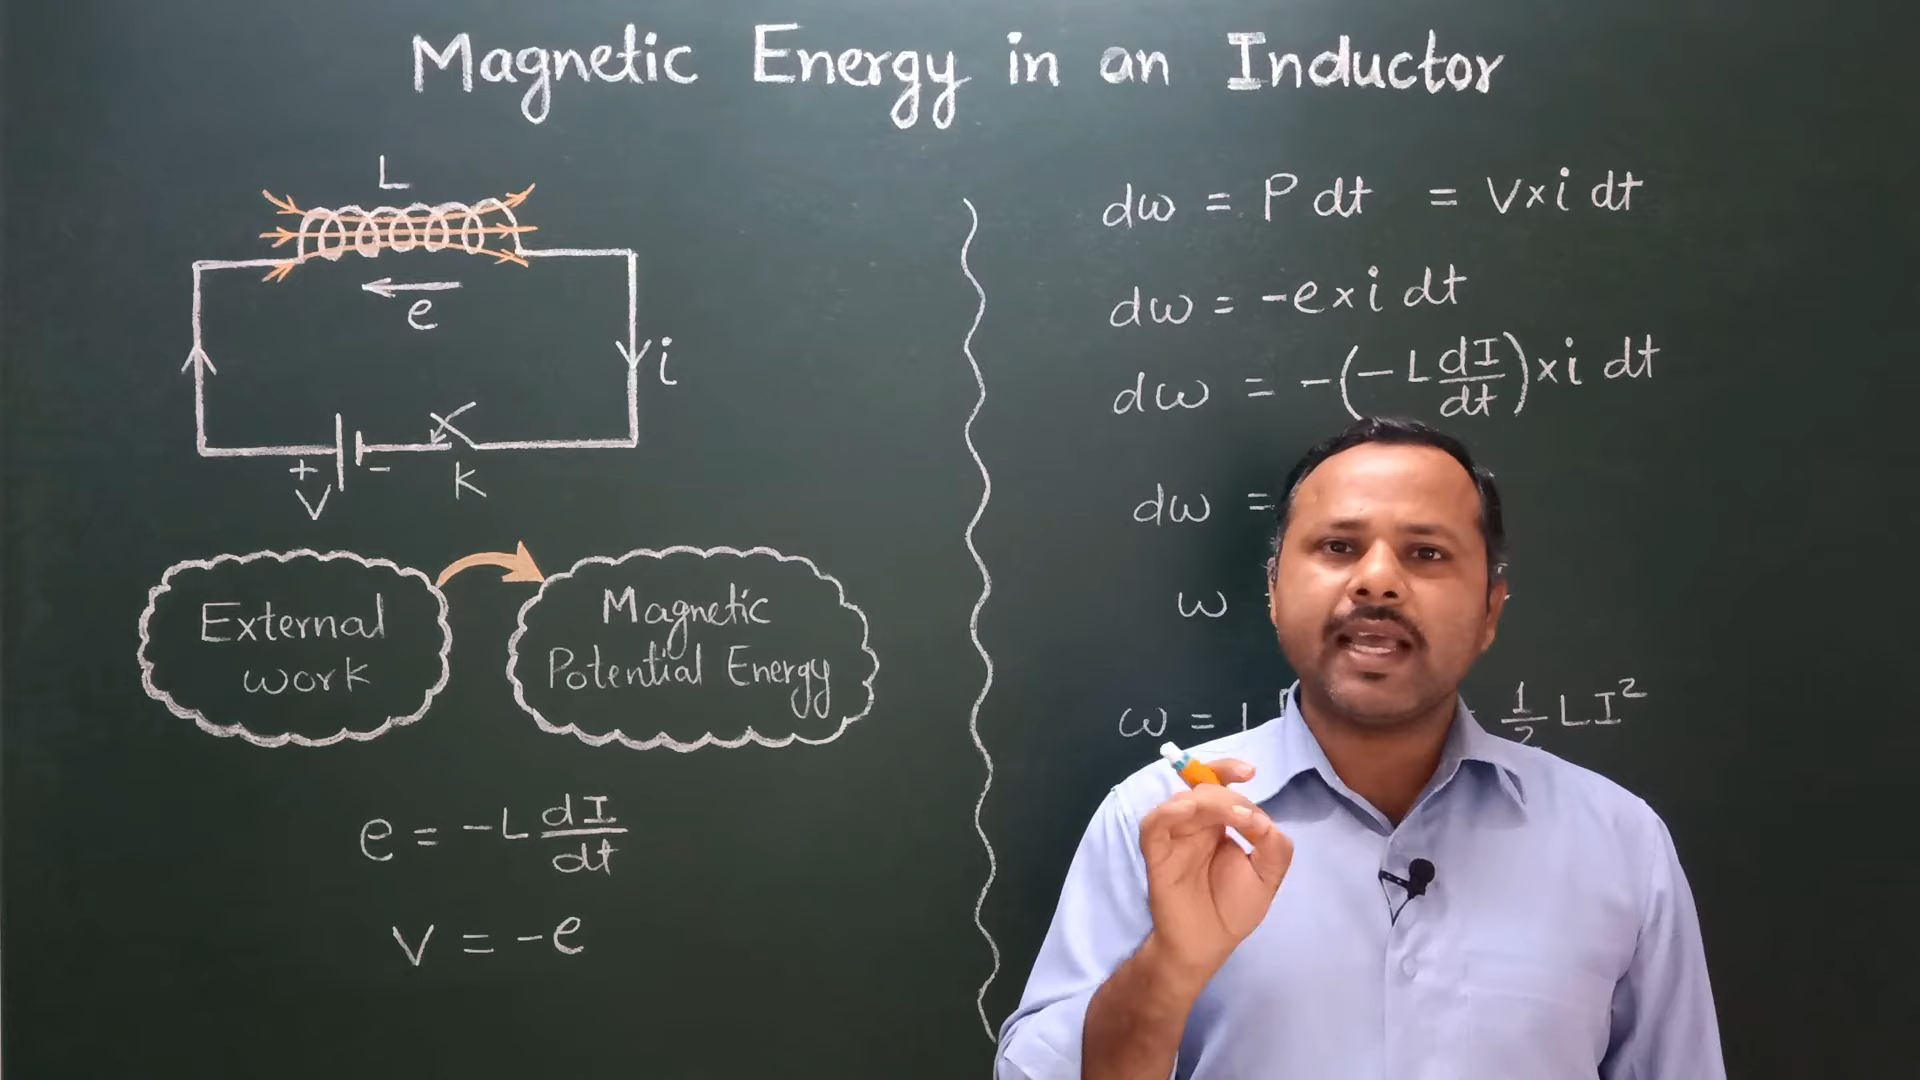 Magnetic Energy in an Inductor
L
e
i
+ -
V
K
External
work
Magnetic
Potential Energy
e = -L dI/dt
V = -e
dw = P dt = V×i dt
dw = -e×i dt
dw = -(-L dI/dt)×i dt
dw =
w
w = L 1/2 LI²